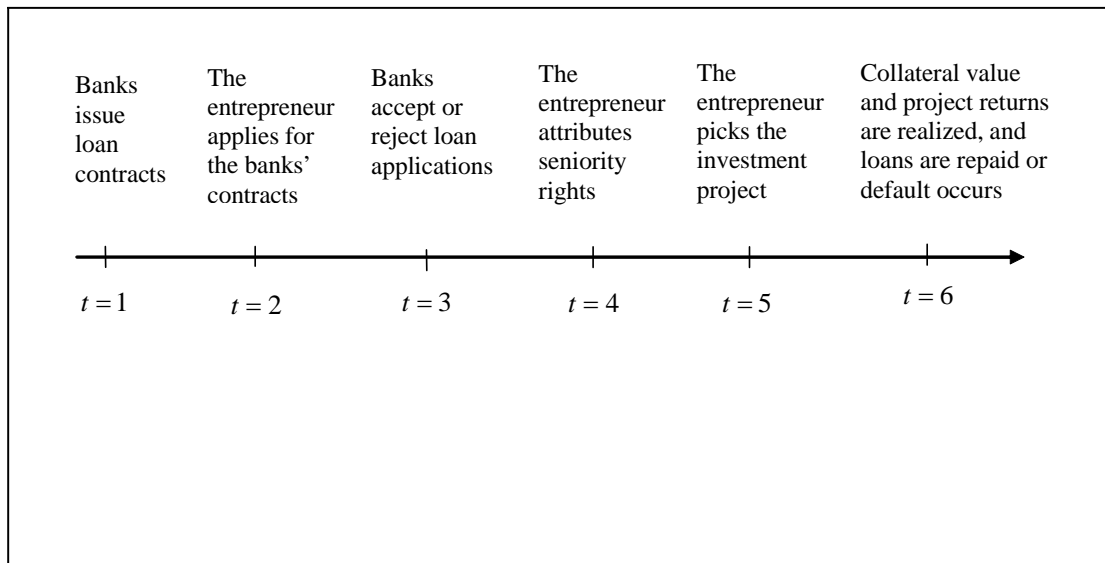 Banks
issue
loan
contracts
The
entrepreneur
applies for
the banks'
contracts
Banks
accept or
reject loan
applications
The
entrepreneur
attributes
seniority
rights
The
entrepreneur
picks the
investment
project
Collateral value
and project returns
are realized, and
loans are repaid or
default occurs
t = 1
t = 2
t = 3
t = 4
t = 5
t = 6